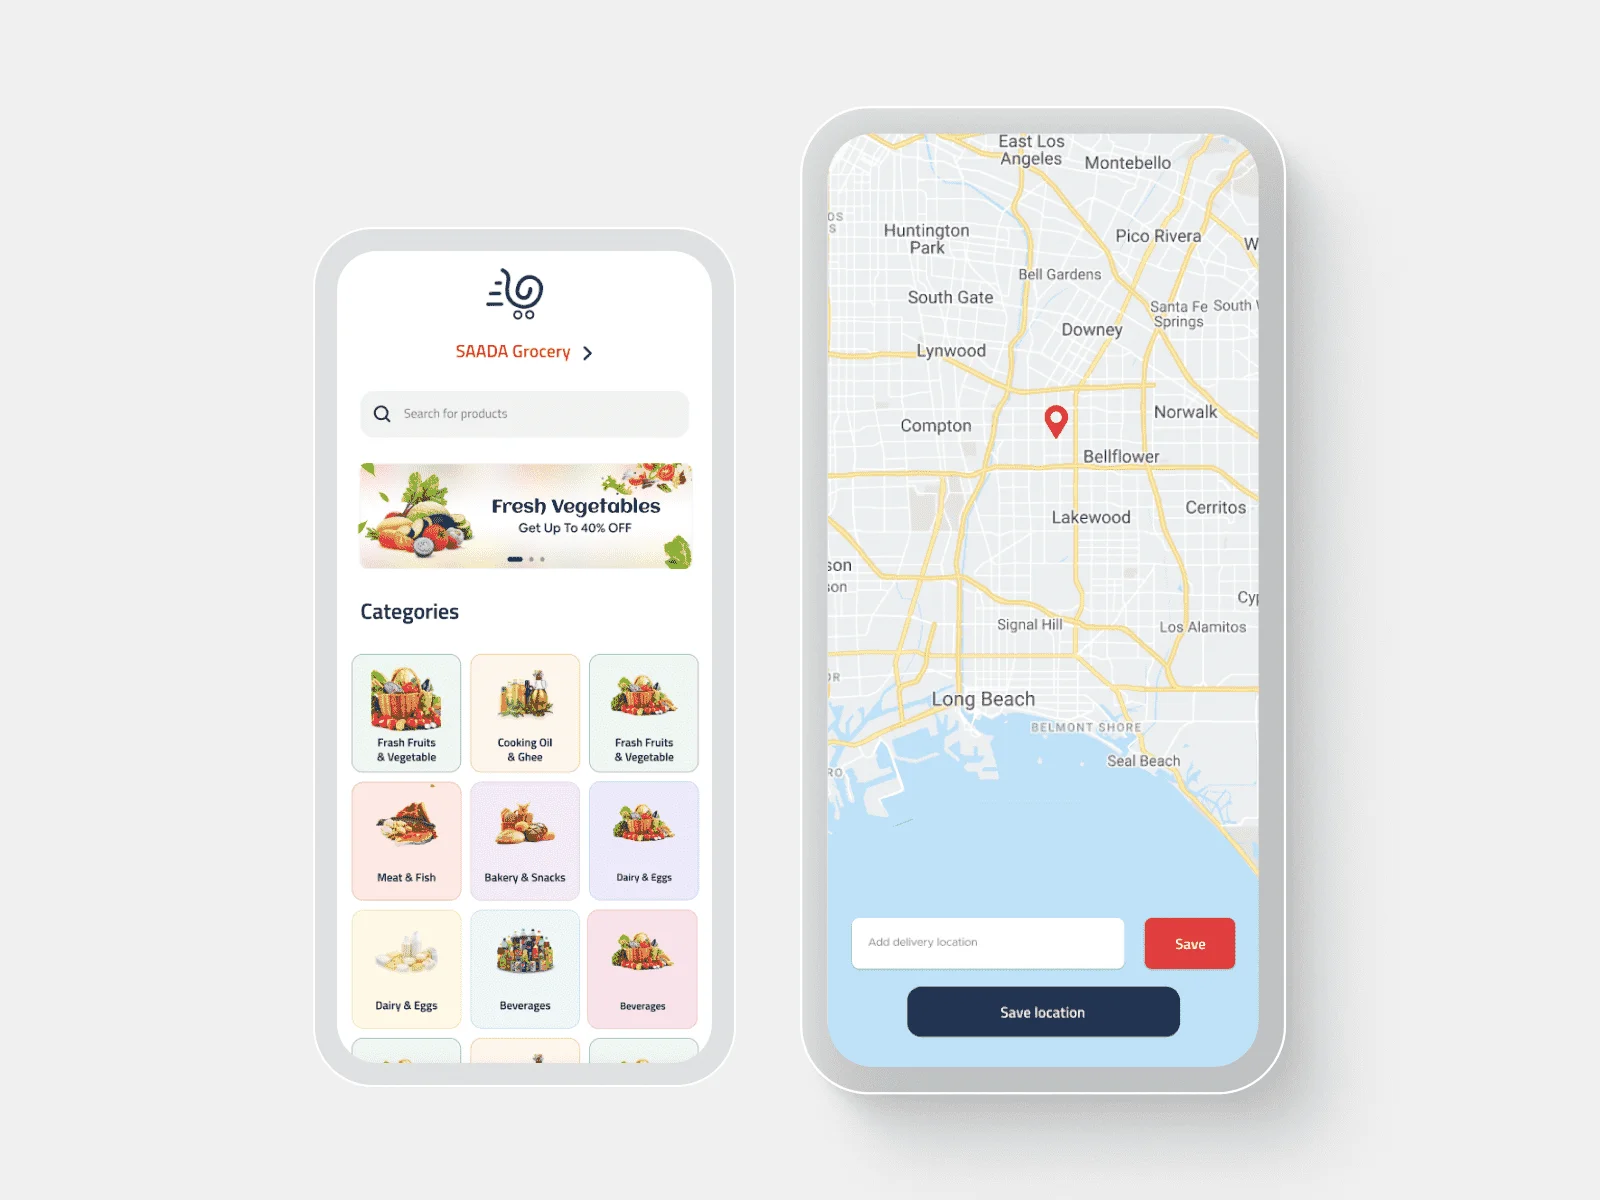 SAADA Grocery
Search for products
Fresh Vegetables
Get Up To 40% OFF
Categories
Frash Fruits
& Vegetable
Cooking Oil
& Ghee
Frash Fruits
& Vegetable
Meat & Fish
Bakery & Snacks
Dairy & Eggs
Dairy & Eggs
Beverages
Beverages
East Los
Angeles
Montebello
Huntington
Park
Pico Rivera
W
Bell Gardens
South Gate
Santa Fe
Springs
South
Downey
Lynwood
Compton
Norwalk
Bellflower
Cerritos
Lakewood
son
son
Signal Hill
Los Alamitos
Long Beach
BELMONT SHORE
Seal Beach
Add delivery location
Save
Save location